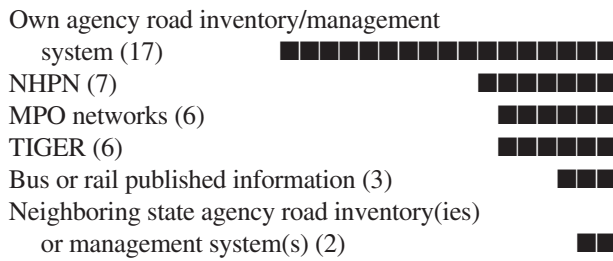 Own agency road inventory/management
system (17) ■■■■■■■■■■■■■■■■■
NHPN (7) ■■■■■■■
MPO networks (6) ■■■■■■
TIGER (6) ■■■■■■
Bus or rail published information (3) ■■■
Neighboring state agency road inventory(ies)
or management system(s) (2) ■■